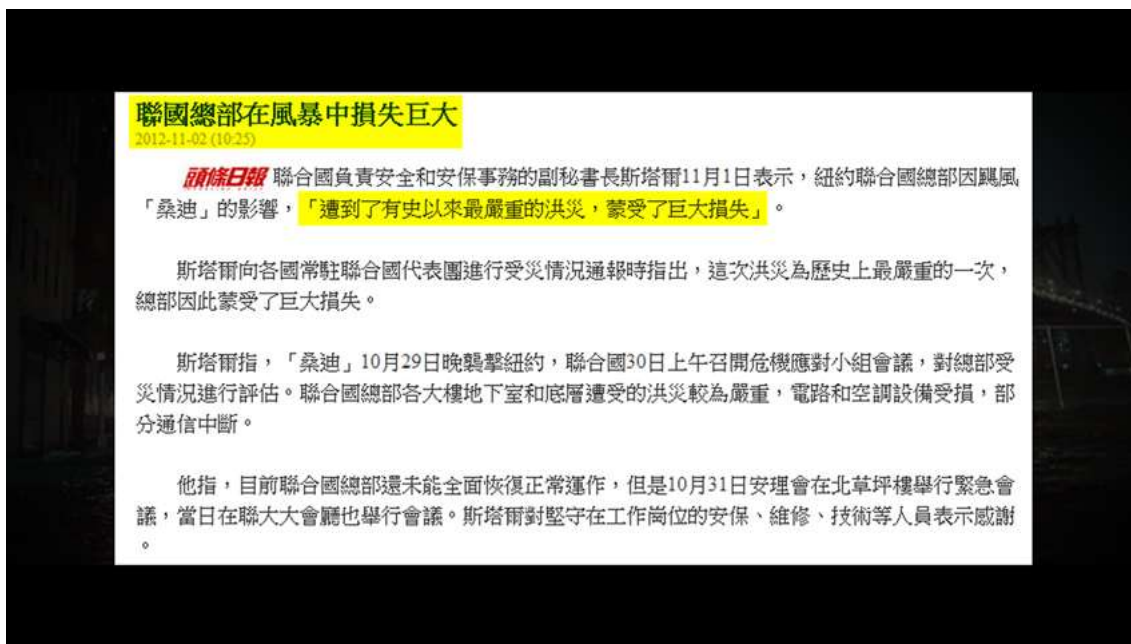 聯國總部在風暴中損失巨大
2012-11-02 (10:25)
頭條日報 聯合國負責安全和安保事務的副秘書長斯塔爾11月1日表示，紐約聯合國總部因颶風
「桑迪」的影響，「遭到了有史以來最嚴重的洪災，蒙受了巨大損失」。
斯塔爾向各國常駐聯合國代表團進行受災情況通報時指出，這次洪災為歷史上最嚴重的一次，
總部因此蒙受了巨大損失。
斯塔爾指，「桑迪」10月29日晚襲擊紐約，聯合國30日上午召開危機應對小組會議，對總部受
災情況進行評估。聯合國總部各大樓地下室和底層遭受的洪災較為嚴重，電路和空調設備受損，部
分通信中斷。
他指，目前聯合國總部還未能全面恢復正常運作，但是10月31日安理會在北草坪樓舉行緊急會
議，當日在聯大大會廳也舉行會議。斯塔爾對堅守在工作崗位的安保、維修、技術等人員表示感謝
。